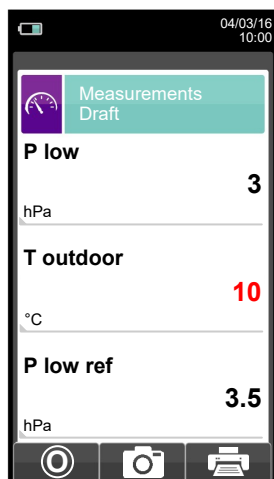 04/03/16
10:00
Measurements
Draft
P low
3
hPa
T outdoor
10
°C
P low ref
3.5
hPa